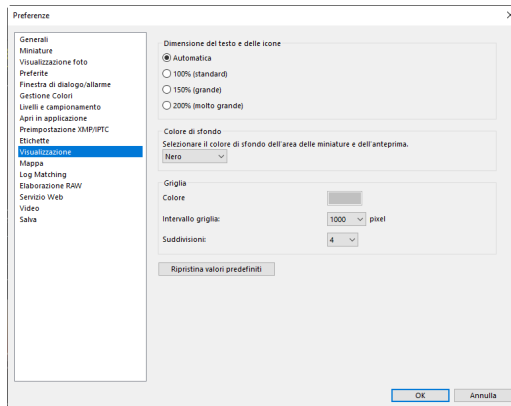 Preferenze
Generali
Miniature
Visualizzazione foto
Preferite
Finestra di dialogo/allarme
Gestione Colori
Livelli e campionamento
Apri in applicazione
Preimpostazione XMP/IPTC
Etichette
Visualizzazione
Mappa
Log Matching
Elaborazione RAW
Servizio Web
Video
Salva
Dimensione del testo e delle icone
Automatica
100% (standard)
150% (grande)
200% (molto grande)
Colore di sfondo
Selezionare il colore di sfondo dell'area delle miniature e dell'anteprima.
Nero
Griglia
Colore
Intervallo griglia: 1000 pixel
Suddivisioni: 4
Ripristina valori predefiniti
OK Annulla